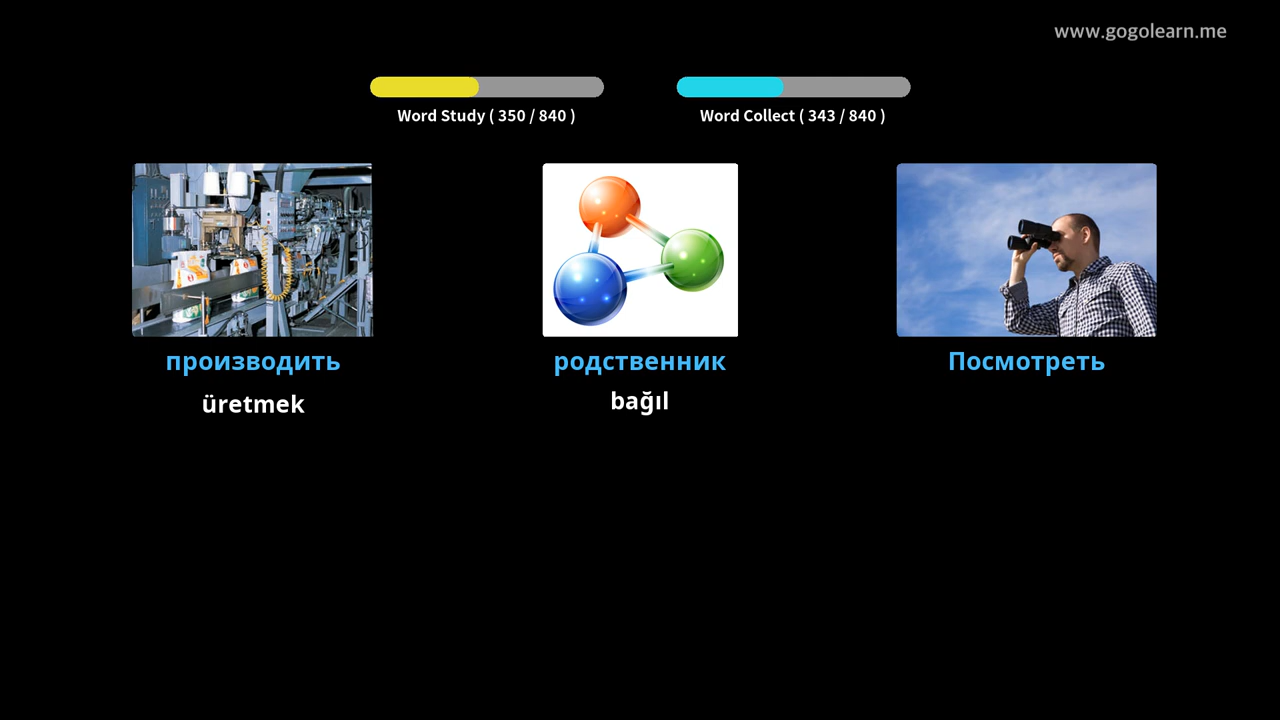 www.gogolearn.me
Word Study ( 350 / 840 )
Word Collect ( 343 / 840 )
производить
родственник
Посмотреть
üretmek
bağıl